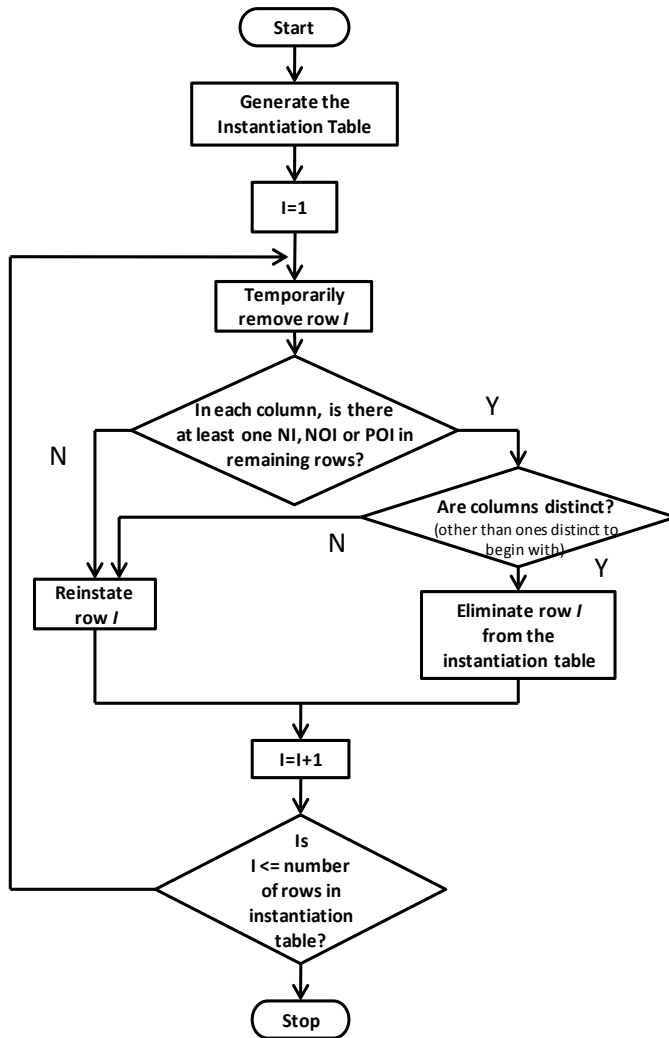 Start
Generate the
Instantiation Table
I=1
Temporarily
remove row I
In each column, is there
at least one NI, NOI or POI in
remaining rows?
Y
N
Are columns distinct?
(other than ones distinct to
begin with)
N
Y
Reinstate
row I
Eliminate row I
from the
instantiation table
I=I+1
Is
I <= number
of rows in
instantiation
table?
Stop